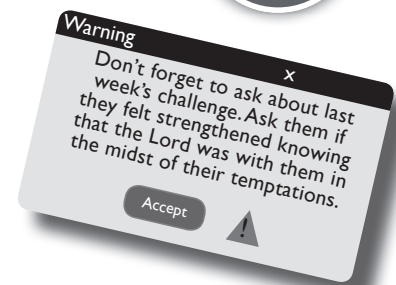 Warning x
Don't forget to ask about last
week's challenge. Ask them if
they felt strengthened knowing
that the Lord was with them in
the midst of their temptations.
Accept
!